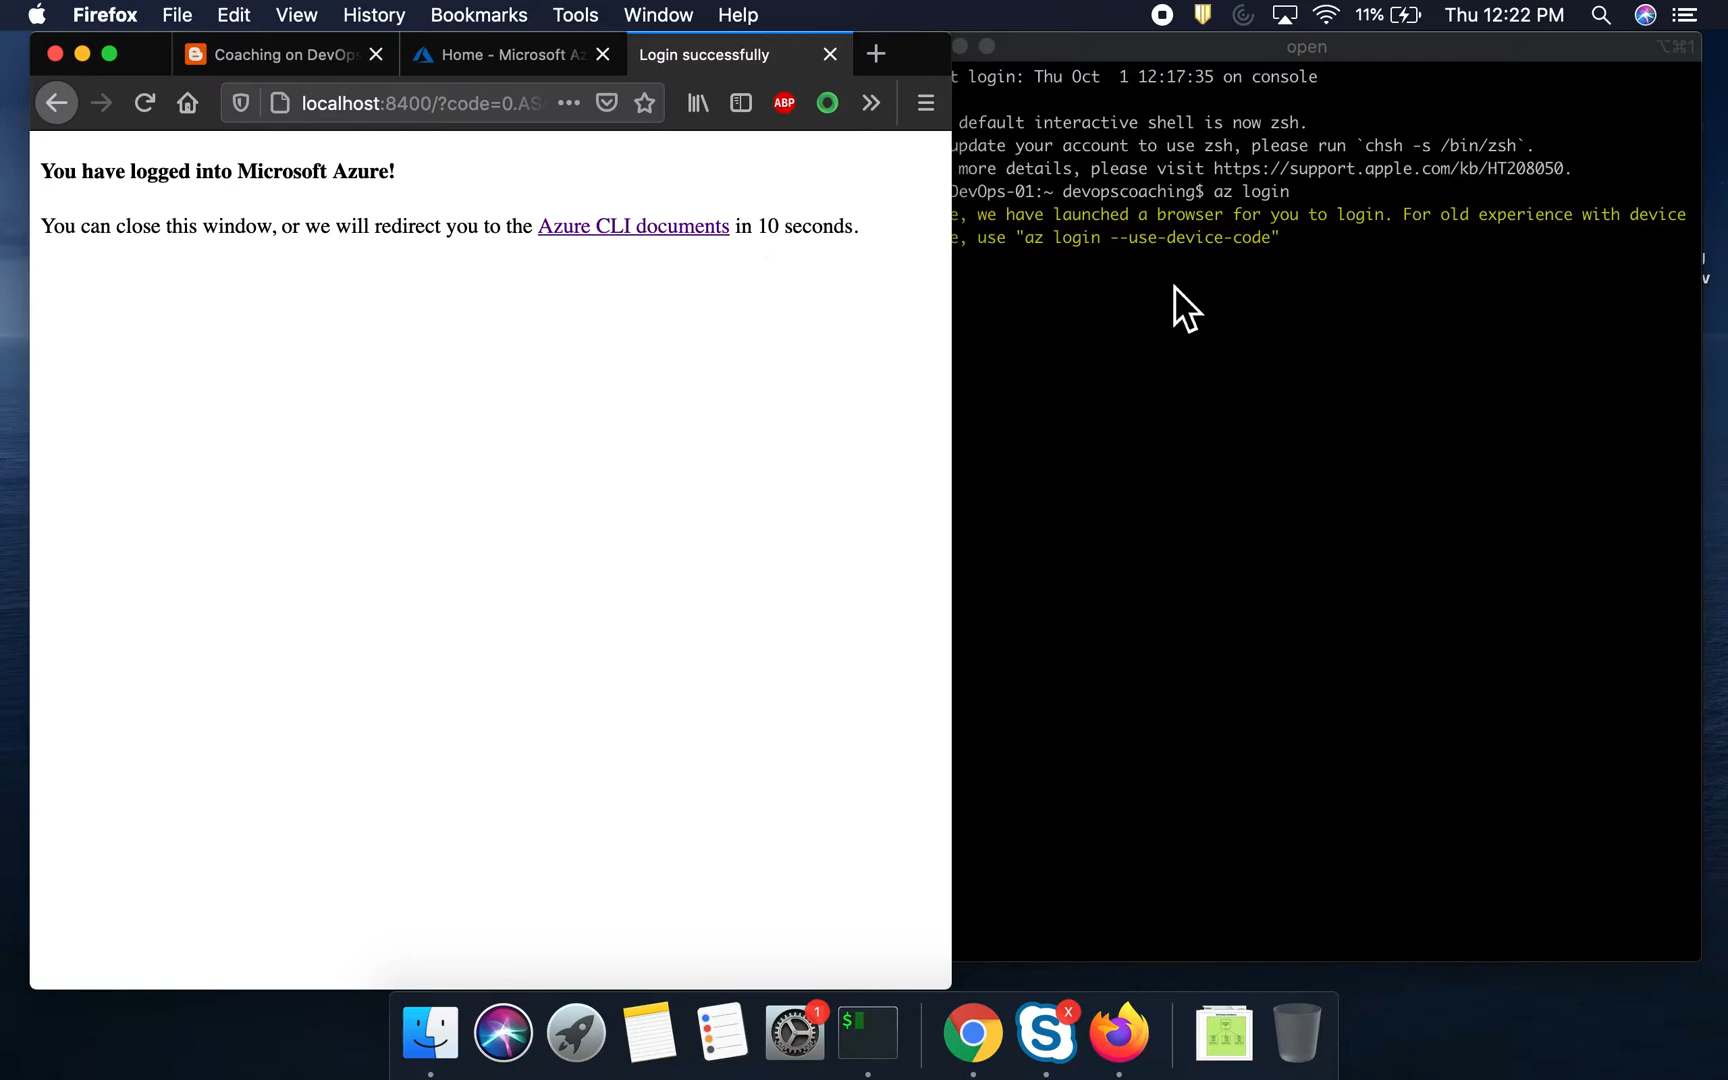 Firefox File Edit View History Bookmarks Tools Window Help 11% Thu 12:22 PM
Coaching on DevOps
Home - Microsoft Az
Login successfully
open
⌥⌘1
localhost:8400/?code=0.AS
ABP
You have logged into Microsoft Azure!
You can close this window, or we will redirect you to the Azure CLI documents in 10 seconds.
t login: Thu Oct  1 12:17:35 on console
default interactive shell is now zsh.
update your account to use zsh, please run `chsh -s /bin/zsh`.
more details, please visit https://support.apple.com/kb/HT208050.
DevOps-01:~ devopscoaching$ az login
e, we have launched a browser for you to login. For old experience with device
e, use "az login --use-device-code"
1
$
X